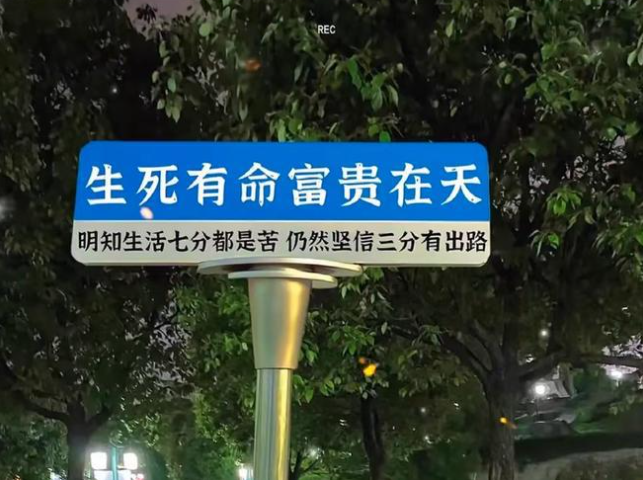 REC
生死有命富贵在天
明知生活七分都是苦 仍然坚信三分有出路